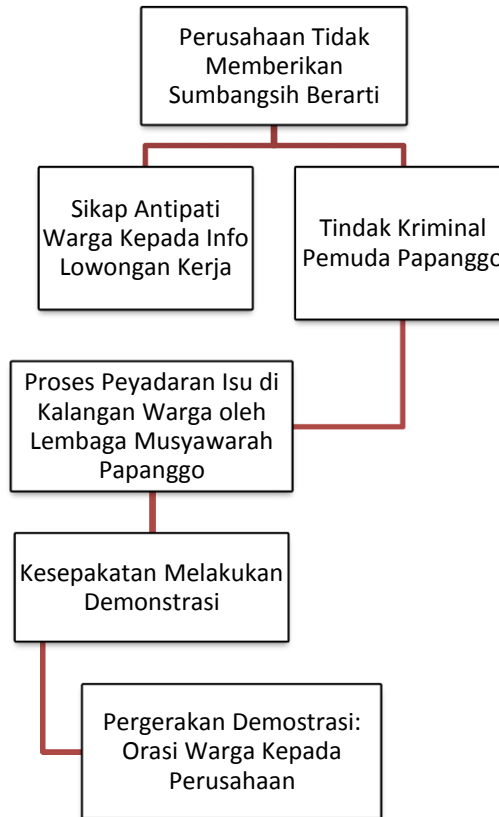 Perusahaan Tidak
Memberikan
Sumbangsih Berarti
Sikap Antipati
Warga Kepada Info
Lowongan Kerja
Tindak Kriminal
Pemuda Papanggo
Proses Peyadaran Isu di
Kalangan Warga oleh
Lembaga Musyawarah
Papanggo
Kesepakatan Melakukan
Demonstrasi
Pergerakan Demostrasi:
Orasi Warga Kepada
Perusahaan